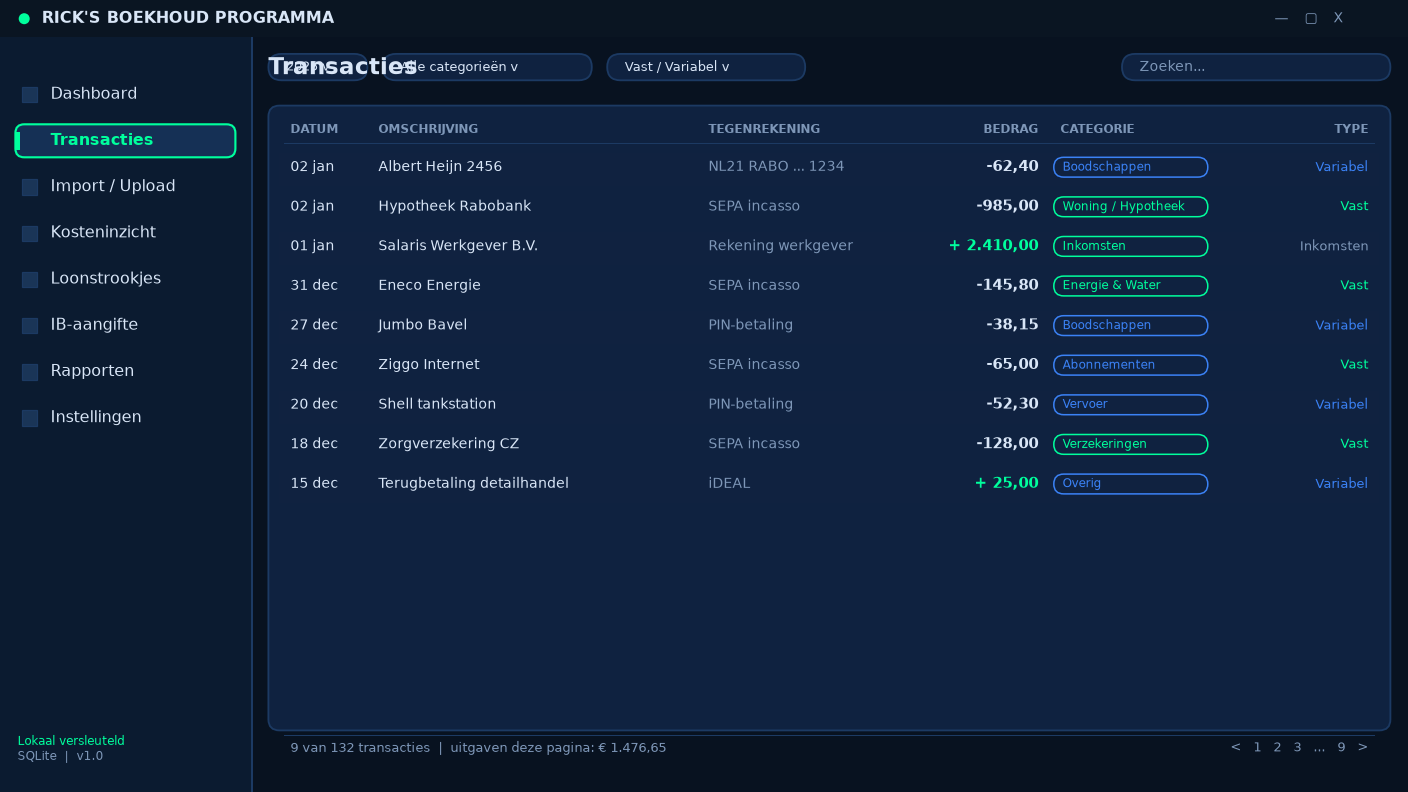 RICK'S BOEKHOUD PROGRAMMA — ▢ X
Dashboard
Transacties
Import / Upload
Kosteninzicht
Loonstrookjes
IB-aangifte
Rapporten
Instellingen
Lokaal versleuteld
SQLite | v1.0
Transacties
Alle categorieën v
Vast / Variabel v
Zoeken...
DATUM OMSCHRIJVING TEGENREKENING BEDRAG CATEGORIE TYPE
02 jan Albert Heijn 2456 NL21 RABO ... 1234 -62,40 Boodschappen Variabel
02 jan Hypotheek Rabobank SEPA incasso -985,00 Woning / Hypotheek Vast
01 jan Salaris Werkgever B.V. Rekening werkgever + 2.410,00 Inkomsten Inkomsten
31 dec Eneco Energie SEPA incasso -145,80 Energie & Water Vast
27 dec Jumbo Bavel PIN-betaling -38,15 Boodschappen Variabel
24 dec Ziggo Internet SEPA incasso -65,00 Abonnementen Vast
20 dec Shell tankstation PIN-betaling -52,30 Vervoer Variabel
18 dec Zorgverzekering CZ SEPA incasso -128,00 Verzekeringen Vast
15 dec Terugbetaling detailhandel iDEAL + 25,00 Overig Variabel
9 van 132 transacties | uitgaven deze pagina: € 1.476,65
< 1 2 3 ... 9 >